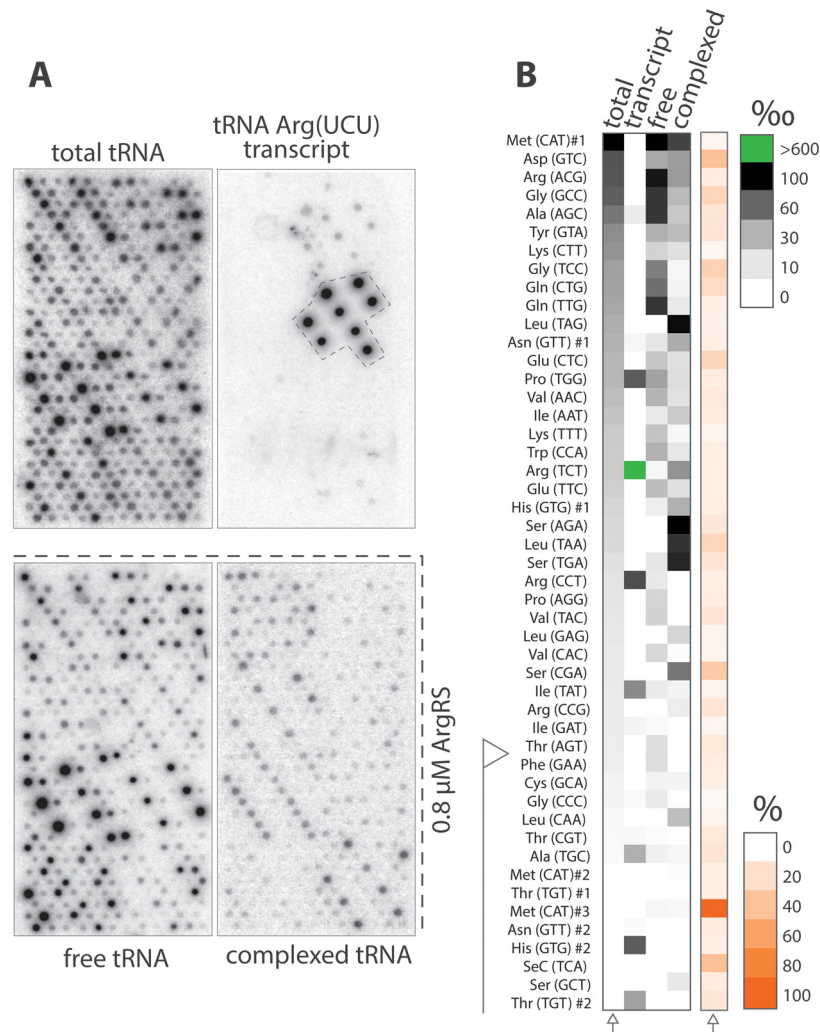 A
total tRNA
tRNA Arg(UCU)
transcript
free tRNA
complexed tRNA
0.8 µM ArgRS
B
total
transcript
free
complexed
‰
>600
100
60
30
10
0
Met (CAT)#1
Asp (GTC)
Arg (ACG)
Gly (GCC)
Ala (AGC)
Tyr (GTA)
Lys (CTT)
Gly (TCC)
Gln (CTG)
Gln (TTG)
Leu (TAG)
Asn (GTT) #1
Glu (CTC)
Pro (TGG)
Val (AAC)
Ile (AAT)
Lys (TTT)
Trp (CCA)
Arg (TCT)
Glu (TTC)
His (GTG) #1
Ser (AGA)
Leu (TAA)
Ser (TGA)
Arg (CCT)
Pro (AGG)
Val (TAC)
Leu (GAG)
Val (CAC)
Ser (CGA)
Ile (TAT)
Arg (CCG)
Ile (GAT)
Thr (AGT)
Phe (GAA)
Cys (GCA)
Gly (CCC)
Leu (CAA)
Thr (CGT)
Ala (TGC)
Met (CAT)#2
Thr (TGT) #1
Met (CAT)#3
Asn (GTT) #2
His (GTG) #2
SeC (TCA)
Ser (GCT)
Thr (TGT) #2
%
0
20
40
60
80
100